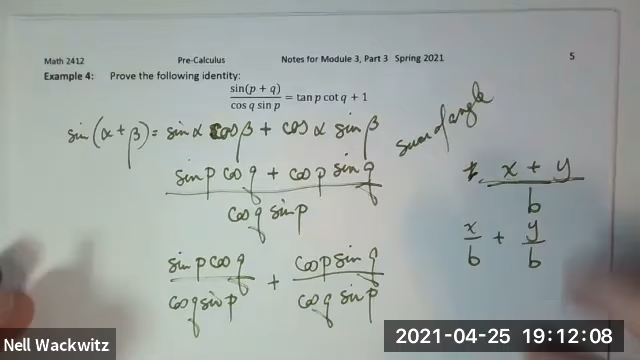 Math 2412 Pre-Calculus Notes for Module 3, Part 3 Spring 2021 5
Example 4: Prove the following identity:
sin(p + q)
cos q sin p
= tan p cot q + 1
sin(α+β) = sin α cos β + cos α sin β
sum of angle
sin p cos q + cos p sin q
cos q sin p
x + y
b
x/b + y/b
sin p cos q
cos q sin p
+
cos p sin q
cos q sin p
Nell Wackwitz
2021-04-25 19:12:08